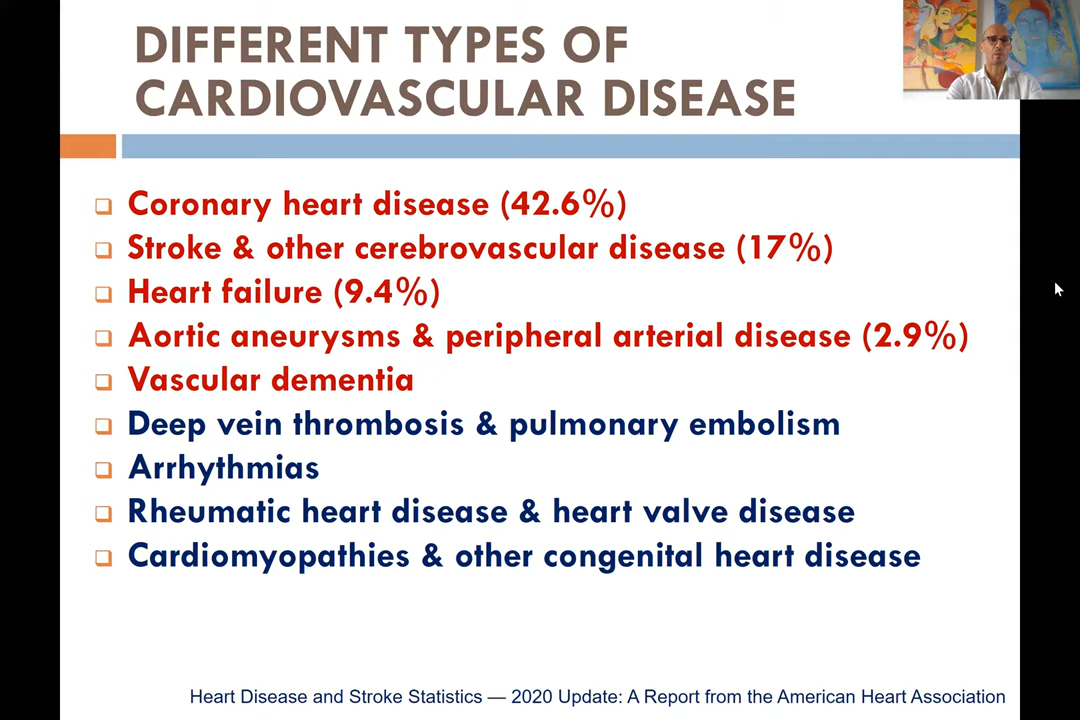 DIFFERENT TYPES OF
CARDIOVASCULAR DISEASE
Coronary heart disease (42.6%)
Stroke & other cerebrovascular disease (17%)
Heart failure (9.4%)
Aortic aneurysms & peripheral arterial disease (2.9%)
Vascular dementia
Deep vein thrombosis & pulmonary embolism
Arrhythmias
Rheumatic heart disease & heart valve disease
Cardiomyopathies & other congenital heart disease
Heart Disease and Stroke Statistics — 2020 Update: A Report from the American Heart Association